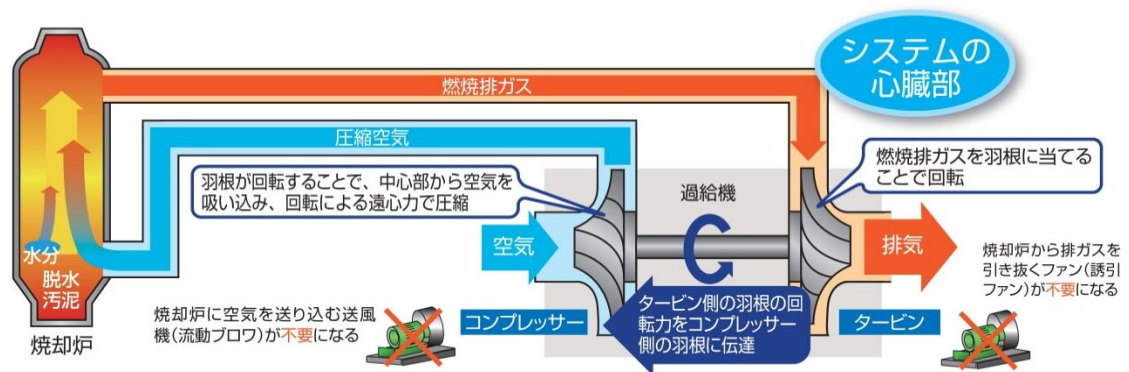 システムの
心臓部
燃焼排ガス
圧縮空気
羽根が回転することで、中心部から空気を
吸い込み、回転による遠心力で圧縮
燃焼排ガスを羽根に当てる
ことで回転
過給機
空気
排気
水分
脱水
汚泥
焼却炉
焼却炉に空気を送り込む送風
機(流動ブロワ)が不要になる
コンプレッサー
タービン側の羽根の回
転力をコンプレッサー
側の羽根に伝達
タービン
焼却炉から排ガスを
引き抜くファン(誘引
ファン)が不要になる